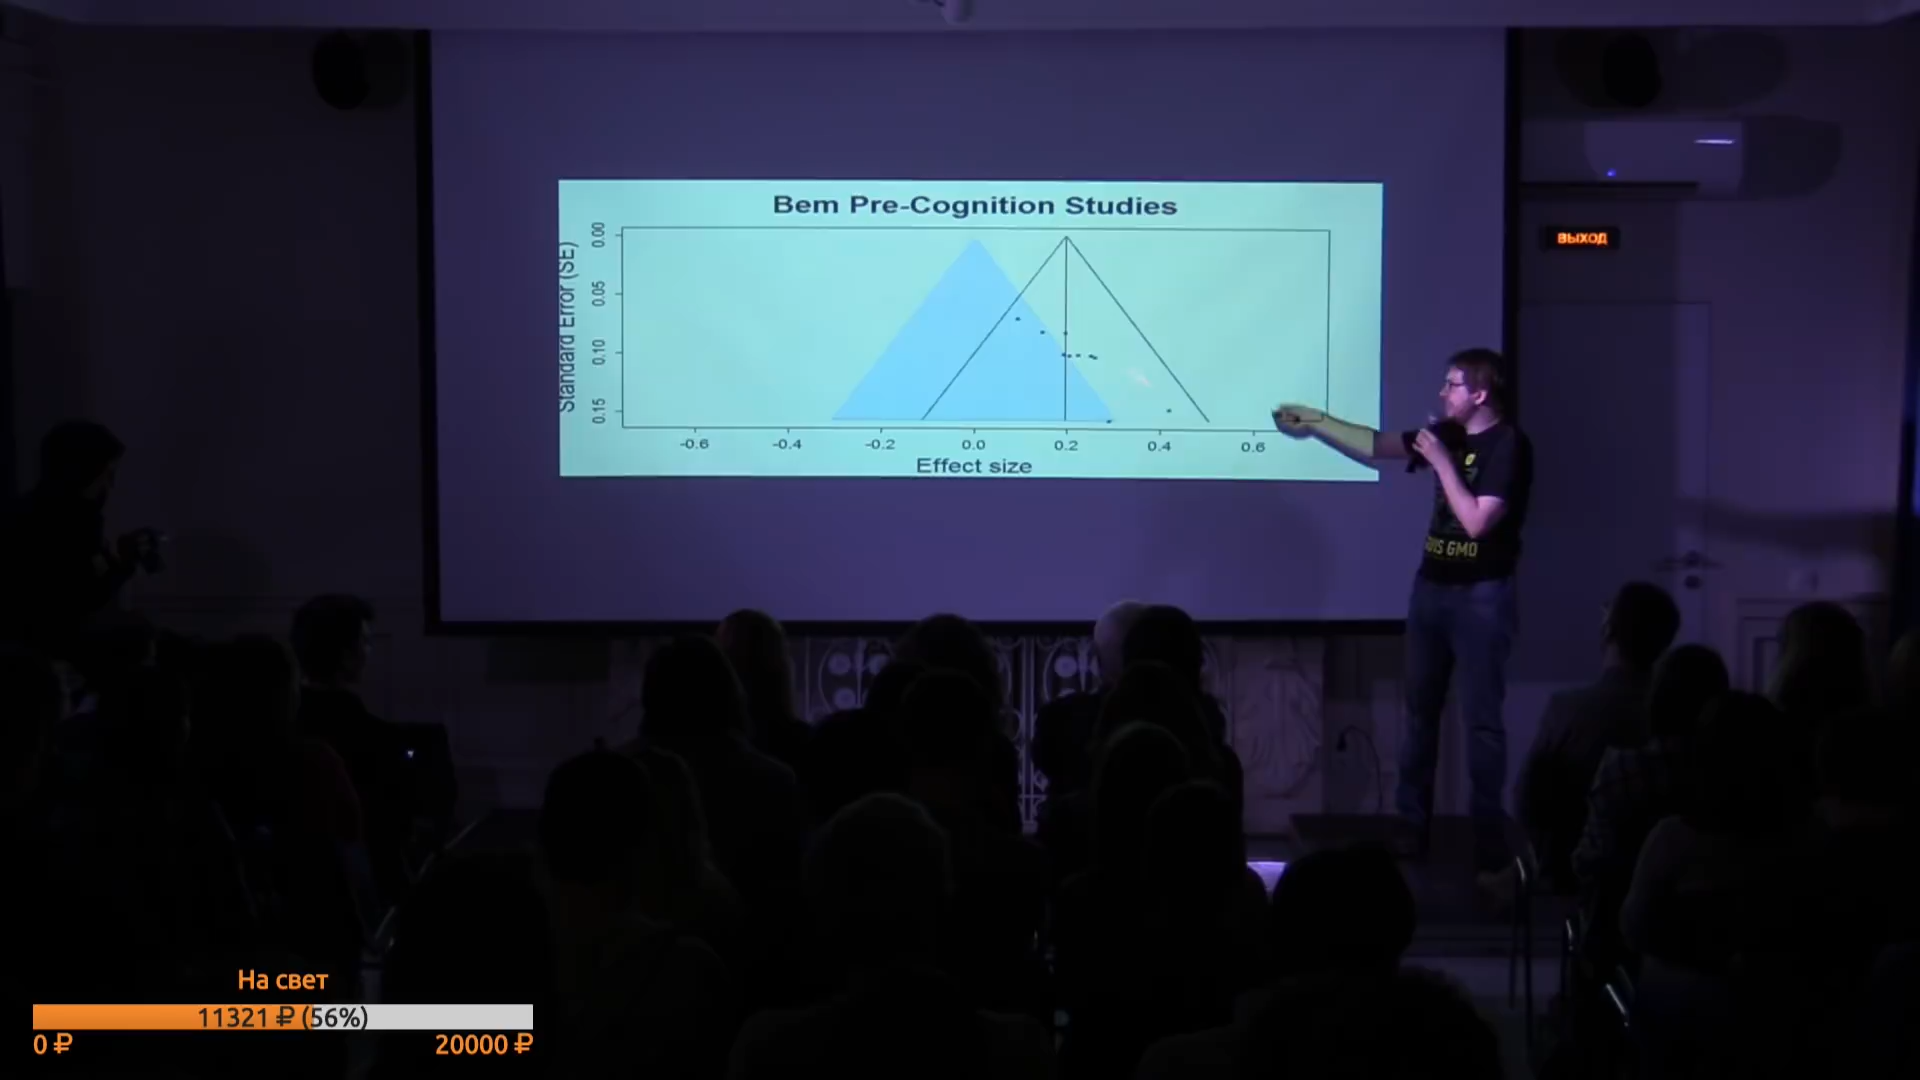 Bem Pre-Cognition Studies
Standard Error (SE)
0.00
0.05
0.10
0.15
-0.6
-0.4
-0.2
0.0
0.2
0.4
0.6
Effect size
ВЫХОД
GMO
На свет
11321 ₽ (56%)
0 ₽
20000 ₽